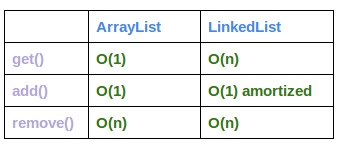 ArrayList LinkedList
get() O(1) O(n)
add() O(1) O(1) amortized
remove() O(n) O(n)